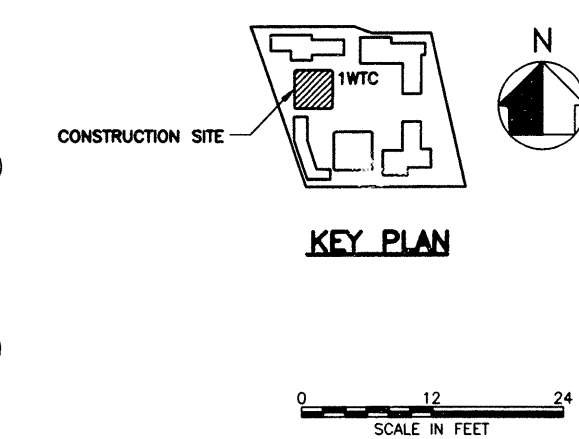 N
1WTC
CONSTRUCTION SITE
KEY PLAN
0 12 24
SCALE IN FEET